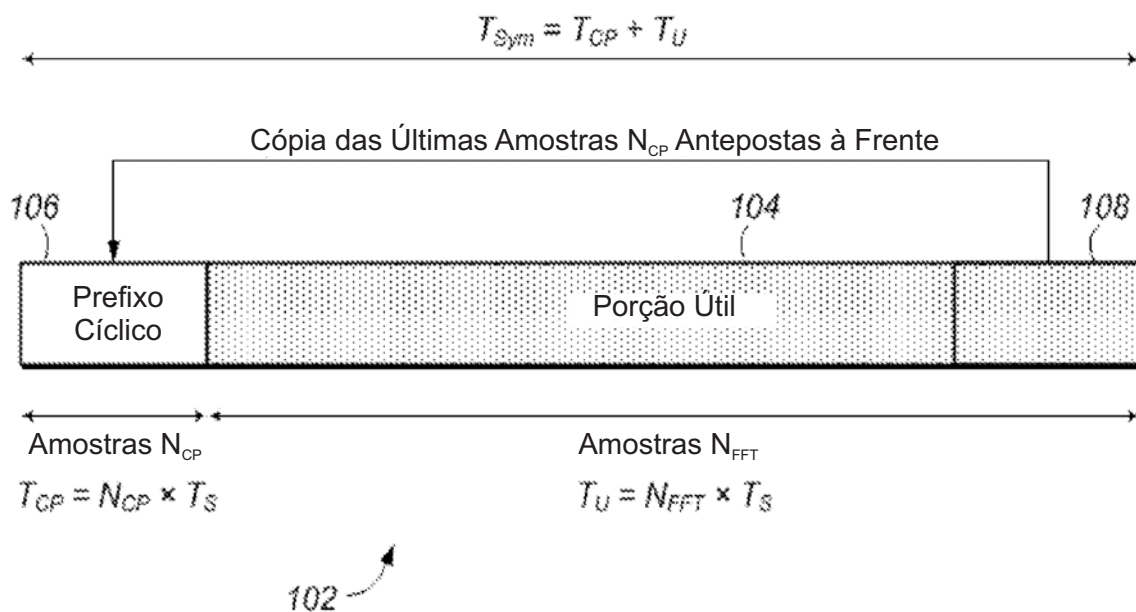 T_Sym = T_CP + T_U
Cópia das Últimas Amostras N_CP Antepostas à Frente
106
104
108
Prefixo
Cíclico
Porção Útil
Amostras N_CP
Amostras N_FFT
T_CP = N_CP × T_S
T_U = N_FFT × T_S
102